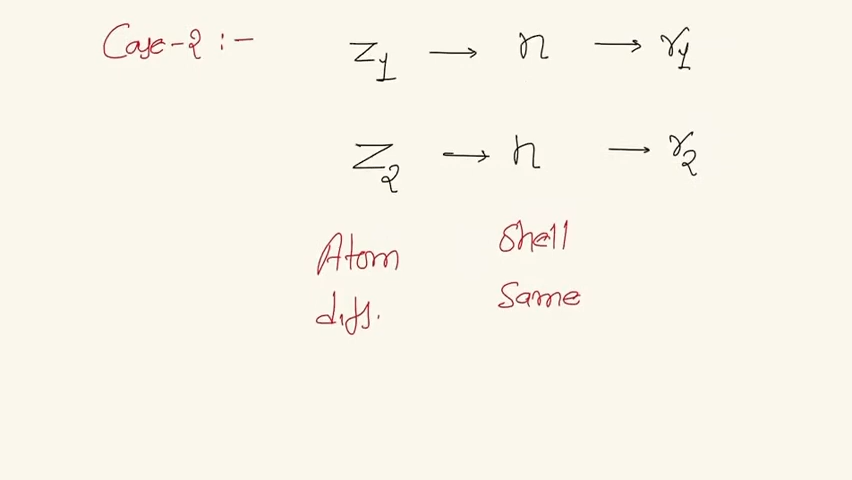 Case-2 :- Z1 → n → r1
Z2 → n → r2
Atom Shell
diff. Same